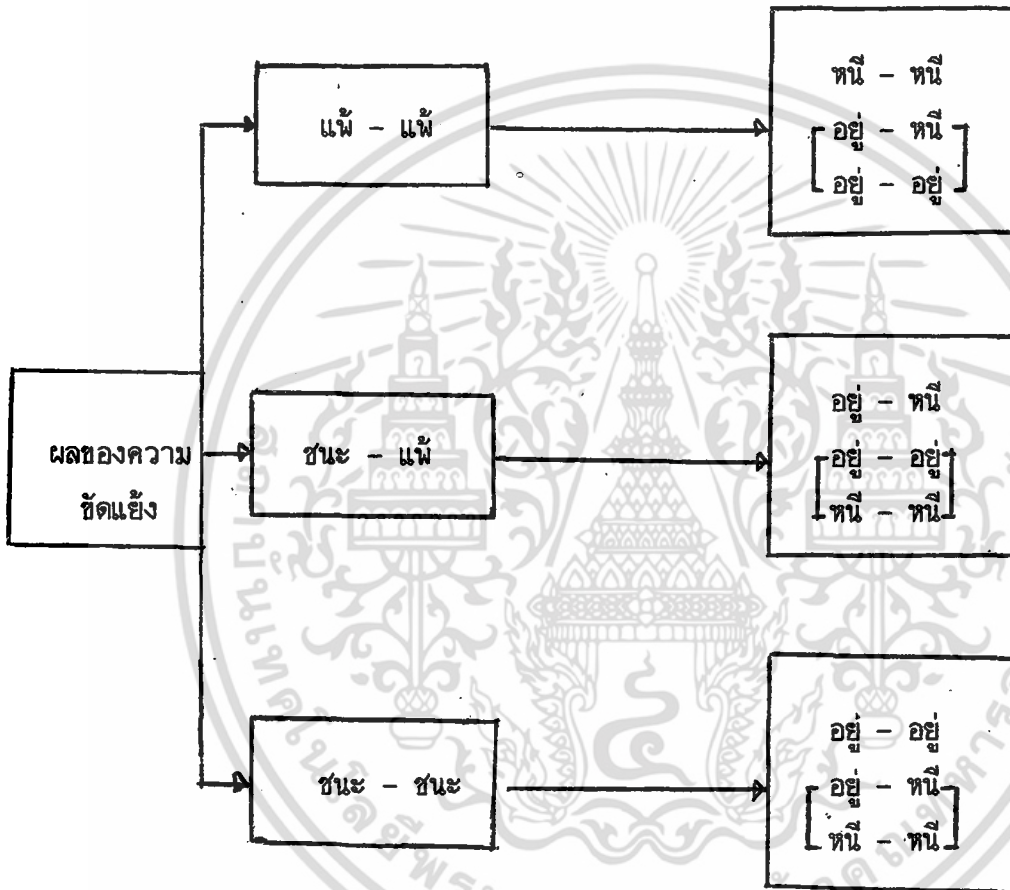 ผลของความ
ขัดแย้ง
แพ้ - แพ้
หนี - หนี
อยู่ - หนี
อยู่ - อยู่
ชนะ - แพ้
อยู่ - หนี
อยู่ - อยู่
หนี - หนี
ชนะ - ชนะ
อยู่ - อยู่
อยู่ - หนี
หนี - หนี